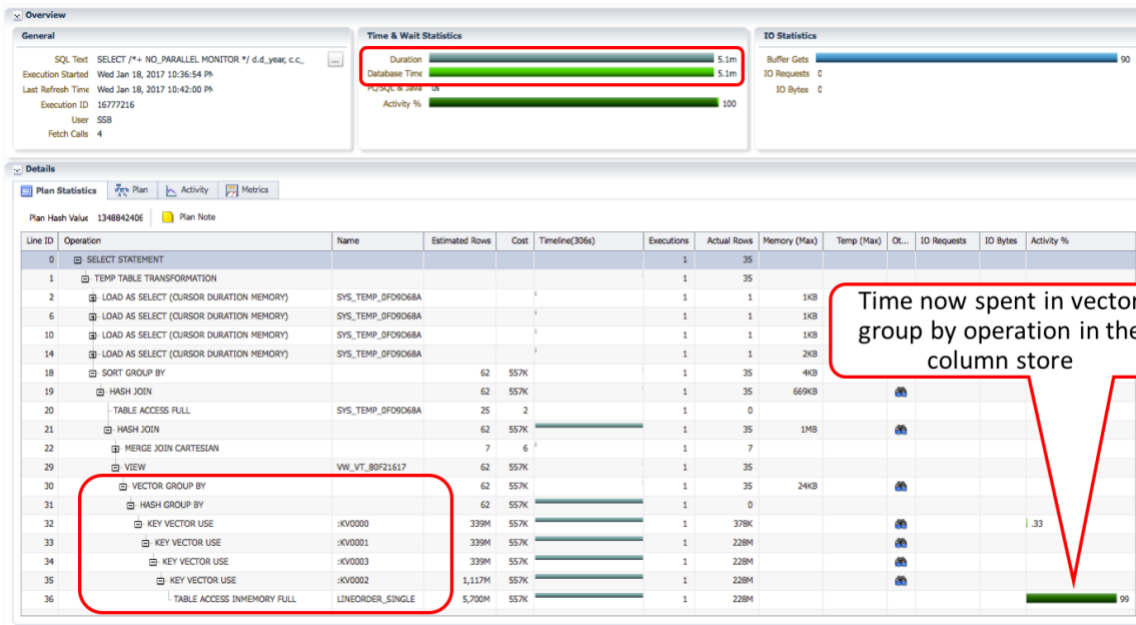 Overview
General
SQL Text SELECT /*+ NO_PARALLEL MONITOR */ d.d_year, c.c_ ...
Execution Started Wed Jan 18, 2017 10:36:54 PM
Last Refresh Time Wed Jan 18, 2017 10:42:00 PM
Execution ID 16777216
User SSB
Fetch Calls 4
Time & Wait Statistics
Duration 5.1m
Database Time 5.1m
PL/SQL & Java 0s
Activity % 100
IO Statistics
Buffer Gets 90
IO Requests 0
IO Bytes 0
Details
Plan Statistics Plan Activity Metrics
Plan Hash Value 1348842406 Plan Note
Line ID Operation Name Estimated Rows Cost Timeline(306s) Executions Actual Rows Memory (Max) Temp (Max) Ot... IO Requests IO Bytes Activity %
0 SELECT STATEMENT 1 35
1 TEMP TABLE TRANSFORMATION 1 35
2 LOAD AS SELECT (CURSOR DURATION MEMORY) SYS_TEMP_0FD9D68A 1 1 1KB
6 LOAD AS SELECT (CURSOR DURATION MEMORY) SYS_TEMP_0FD9D68A 1 1 1KB
10 LOAD AS SELECT (CURSOR DURATION MEMORY) SYS_TEMP_0FD9D68A 1 1 1KB
14 LOAD AS SELECT (CURSOR DURATION MEMORY) SYS_TEMP_0FD9D68A 1 1 2KB
18 SORT GROUP BY 62 557K 1 35 4KB
19 HASH JOIN 62 557K 1 35 669KB
20 TABLE ACCESS FULL SYS_TEMP_0FD9D68A 25 2 1 0
21 HASH JOIN 62 557K 1 35 1MB
22 MERGE JOIN CARTESIAN 7 6 1 7
29 VIEW VW_VT_80F21617 62 557K 1 35
30 VECTOR GROUP BY 62 557K 1 35 24KB
31 HASH GROUP BY 62 557K 1 0
32 KEY VECTOR USE :KV0000 339M 557K 1 378K .33
33 KEY VECTOR USE :KV0001 339M 557K 1 228M
34 KEY VECTOR USE :KV0003 339M 557K 1 228M
35 KEY VECTOR USE :KV0002 1,117M 557K 1 228M
36 TABLE ACCESS INMEMORY FULL LINEORDER_SINGLE 5,700M 557K 1 228M 99
Time now spent in vector
group by operation in the
column store